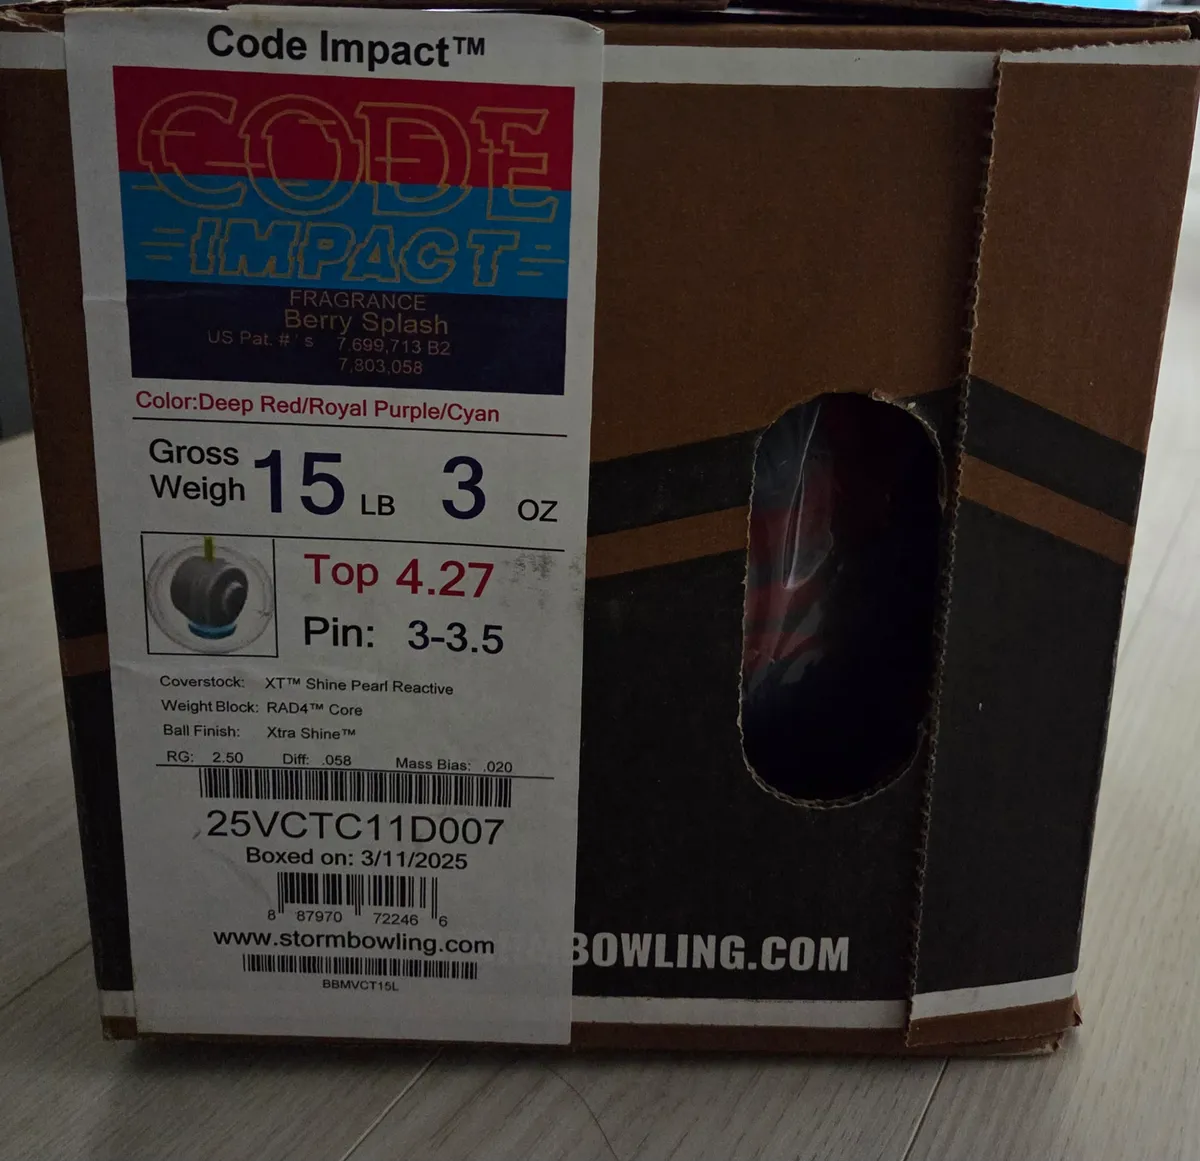 Code Impact™
CODE
IMPACT
FRAGRANCE
Berry Splash
US Pat. # ' s 7,699,713 B2
7,803,058
Color:Deep Red/Royal Purple/Cyan
Gross
Weigh 15 LB 3 OZ
Top 4.27
Pin: 3-3.5
Coverstock: XT™ Shine Pearl Reactive
Weight Block: RAD4™ Core
Ball Finish: Xtra Shine™
RG: 2.50 Diff: .058 Mass Bias: .020
25VCTC11D007
Boxed on: 3/11/2025
8 87970 72246 6
www.stormbowling.com
BBMVCT15L
BOWLING.COM